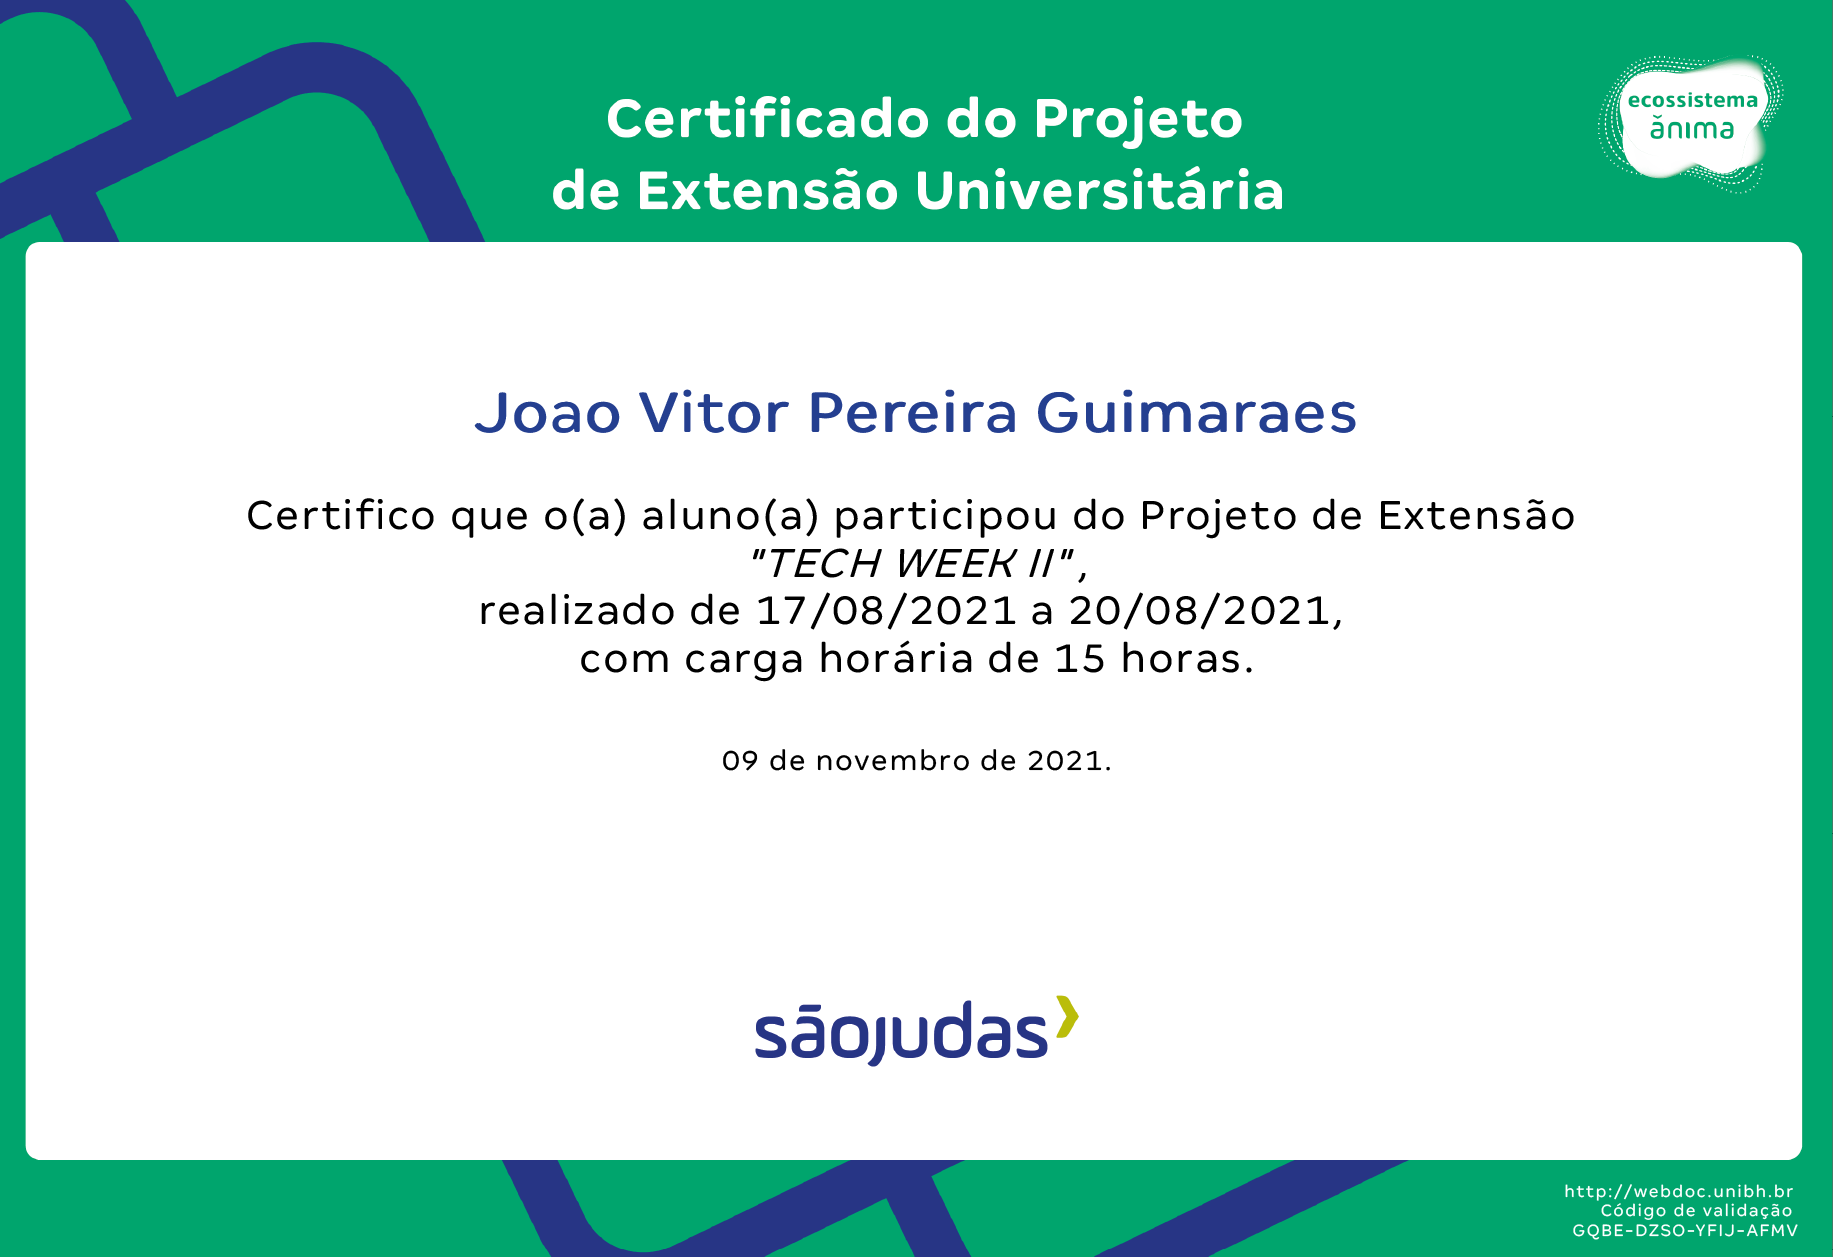 Certificado do Projeto
de Extensão Universitária
ecossistema
ănıma
Joao Vitor Pereira Guimaraes
Certifico que o(a) aluno(a) participou do Projeto de Extensão
"TECH WEEK II",
realizado de 17/08/2021 a 20/08/2021,
com carga horária de 15 horas.
09 de novembro de 2021.
sāojudas
http://webdoc.unibh.br
Código de validação
GQBE-DZSO-YFIJ-AFMV